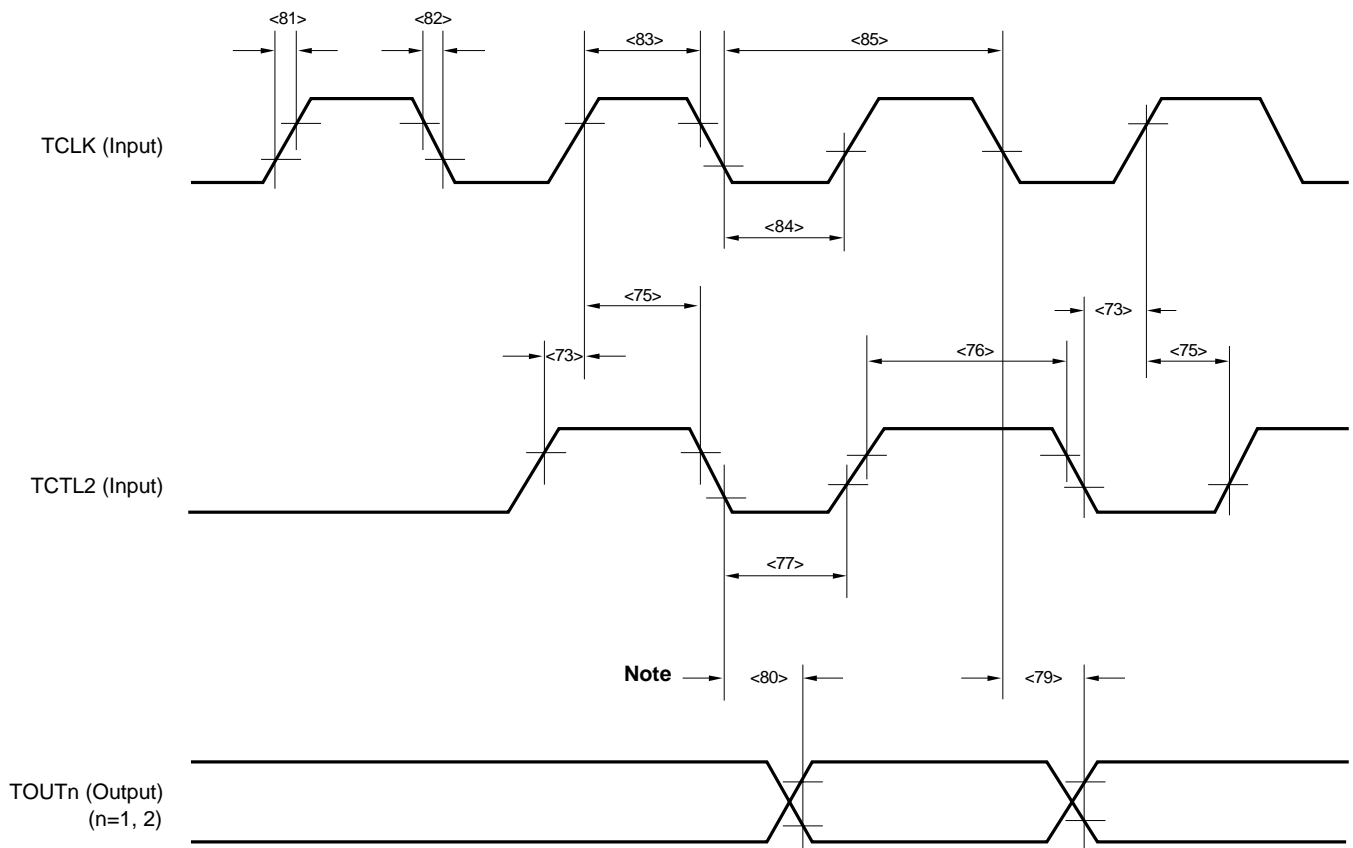 <81>
<82>
<83>
<85>
TCLK (Input)
<84>
<75>
<73>
<73>
<76>
<75>
TCTL2 (Input)
<77>
Note
<80>
<79>
TOUTn (Output)
(n=1, 2)